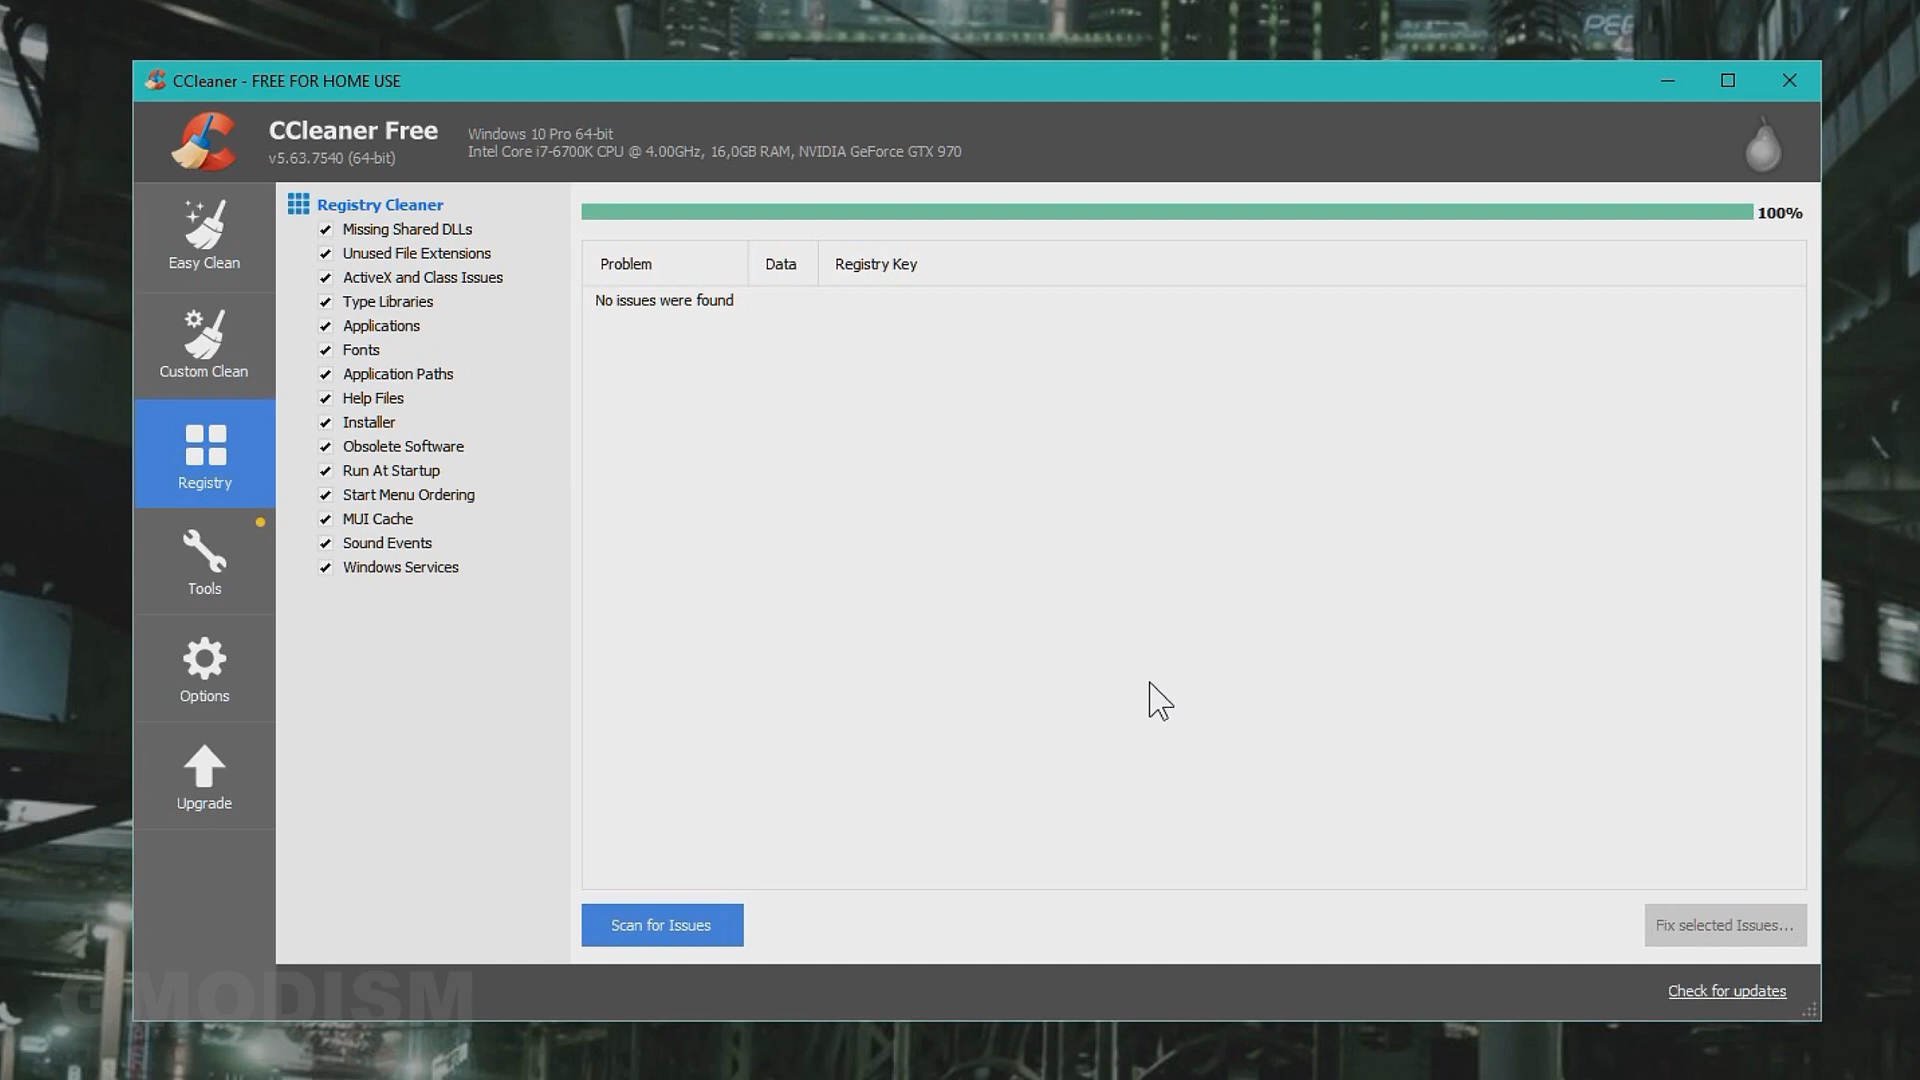 PEE
CCleaner - FREE FOR HOME USE
CCleaner Free
v5.63.7540 (64-bit)
Windows 10 Pro 64-bit
Intel Core i7-6700K CPU @ 4.00GHz, 16,0GB RAM, NVIDIA GeForce GTX 970
Easy Clean
Custom Clean
Registry
Tools
Options
Upgrade
Registry Cleaner
Missing Shared DLLs
Unused File Extensions
ActiveX and Class Issues
Type Libraries
Applications
Fonts
Application Paths
Help Files
Installer
Obsolete Software
Run At Startup
Start Menu Ordering
MUI Cache
Sound Events
Windows Services
100%
Problem Data Registry Key
No issues were found
Scan for Issues
Fix selected Issues...
Check for updates
GMODISM